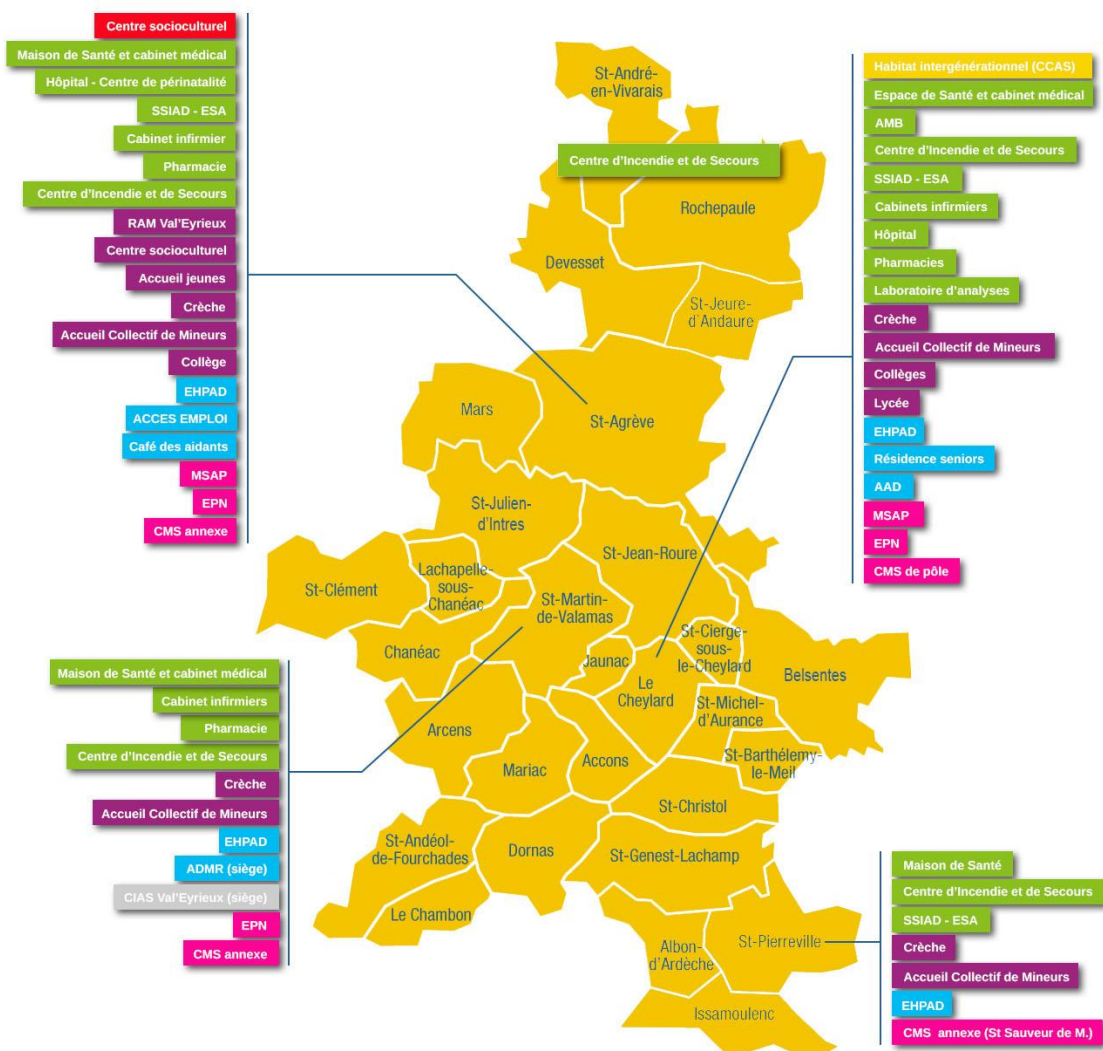 Centre socioculturel
Maison de Santé et cabinet médical
Hôpital - Centre de périnatalité
SSIAD - ESA
Cabinet infirmier
Pharmacie
Centre d'Incendie et de Secours
RAM Val'Eyrieux
Centre socioculturel
Accueil jeunes
Crèche
Accueil Collectif de Mineurs
Collège
EHPAD
ACCES EMPLOI
Café des aidants
MSAP
EPN
CMS annexe
Maison de Santé et cabinet médical
Cabinet infirmiers
Pharmacie
Centre d'Incendie et de Secours
Crèche
Accueil Collectif de Mineurs
EHPAD
ADMR (siège)
CIAS Val'Eyrieux (siège)
EPN
CMS annexe
St-André-
en-Vivarais
Centre d'Incendie et de Secours
Rochepaule
Devesset
St-Jeure-
d'Andaure
Mars
St-Agrève
St-Julien-
d'Intres
St-Jean-Roure
St-Clément
Lachapelle-
sous-
Chanéac
St-Martin-
de-Valamas
Chanéac
Jaunac
St-Cierge-
sous-
le-Cheylard
Le
Cheylard
Belsentes
St-Michel-
d'Aurance
Arcens
Mariac
Accons
St-Barthélemy-
le-Meil
St-Christol
St-Andéol-
de-Fourchades
Dornas
St-Genest-Lachamp
Le Chambon
Albon-
d'Ardèche
St-Pierreville
Issamoulenc
Habitat intergénérationnel (CCAS)
Espace de Santé et cabinet médical
AMB
Centre d'Incendie et de Secours
SSIAD - ESA
Cabinets infirmiers
Hôpital
Pharmacies
Laboratoire d'analyses
Crèche
Accueil Collectif de Mineurs
Collèges
Lycée
EHPAD
Résidence seniors
AAD
MSAP
EPN
CMS de pôle
Maison de Santé
Centre d'Incendie et de Secours
SSIAD - ESA
Crèche
Accueil Collectif de Mineurs
EHPAD
CMS annexe (St Sauveur de M.)